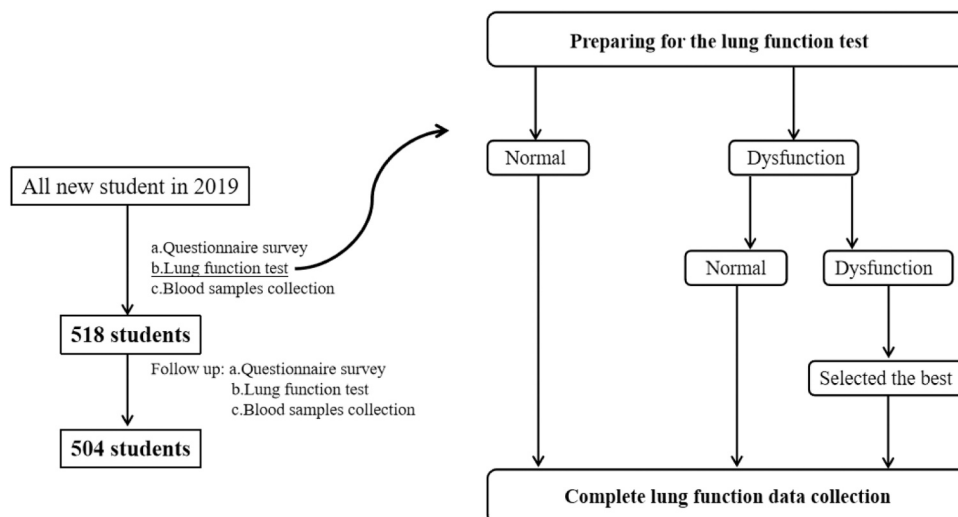 All new student in 2019
a.Questionnaire survey
b.Lung function test
c.Blood samples collection
518 students
Follow up: a.Questionnaire survey
b.Lung function test
c.Blood samples collection
504 students
Preparing for the lung function test
Normal
Dysfunction
Normal
Dysfunction
Selected the best
Complete lung function data collection